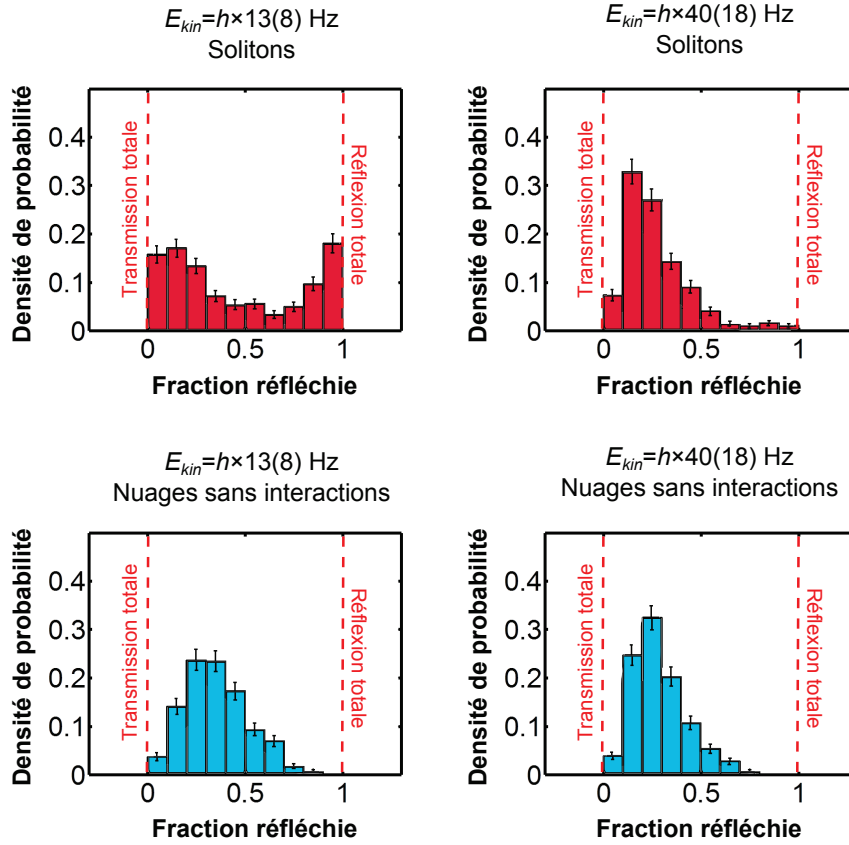 E_kin=h×13(8) Hz
Solitons
Densité de probabilité
0.4
0.3
0.2
0.1
0
Transmission totale
Réflexion totale
0 0.5 1
Fraction réfléchie
E_kin=h×40(18) Hz
Solitons
Densité de probabilité
0.4
0.3
0.2
0.1
0
Transmission totale
Réflexion totale
0 0.5 1
Fraction réfléchie
E_kin=h×13(8) Hz
Nuages sans interactions
Densité de probabilité
0.4
0.3
0.2
0.1
0
Transmission totale
Réflexion totale
0 0.5 1
Fraction réfléchie
E_kin=h×40(18) Hz
Nuages sans interactions
Densité de probabilité
0.4
0.3
0.2
0.1
0
Transmission totale
Réflexion totale
0 0.5 1
Fraction réfléchie